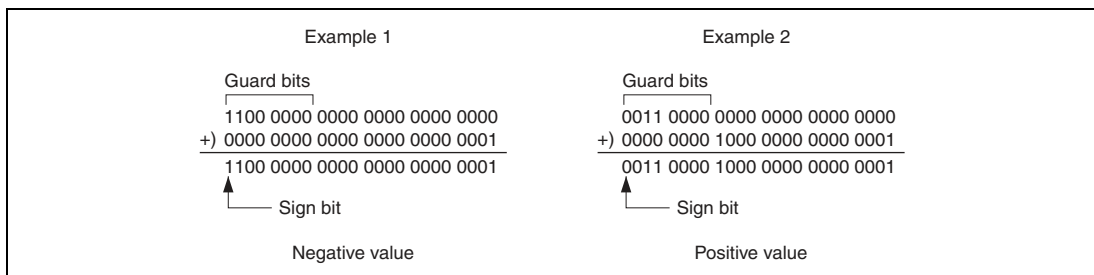 Example 1
Guard bits
1100 0000 0000 0000 0000 0000
+) 0000 0000 0000 0000 0000 0001
1100 0000 0000 0000 0000 0001
Sign bit
Negative value
Example 2
Guard bits
0011 0000 0000 0000 0000 0000
+) 0000 0000 1000 0000 0000 0001
0011 0000 1000 0000 0000 0001
Sign bit
Positive value